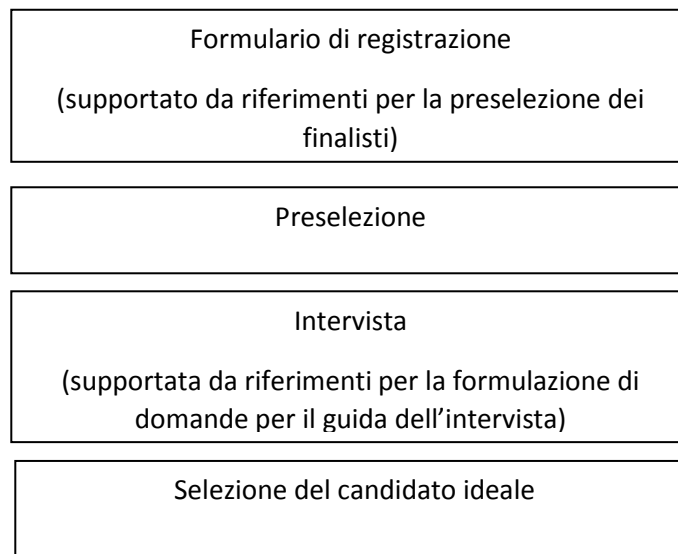 Formulario di registrazione
(supportato da riferimenti per la preselezione dei
finalisti)
Preselezione
Intervista
(supportata da riferimenti per la formulazione di
domande per il guida dell’intervista)
Selezione del candidato ideale